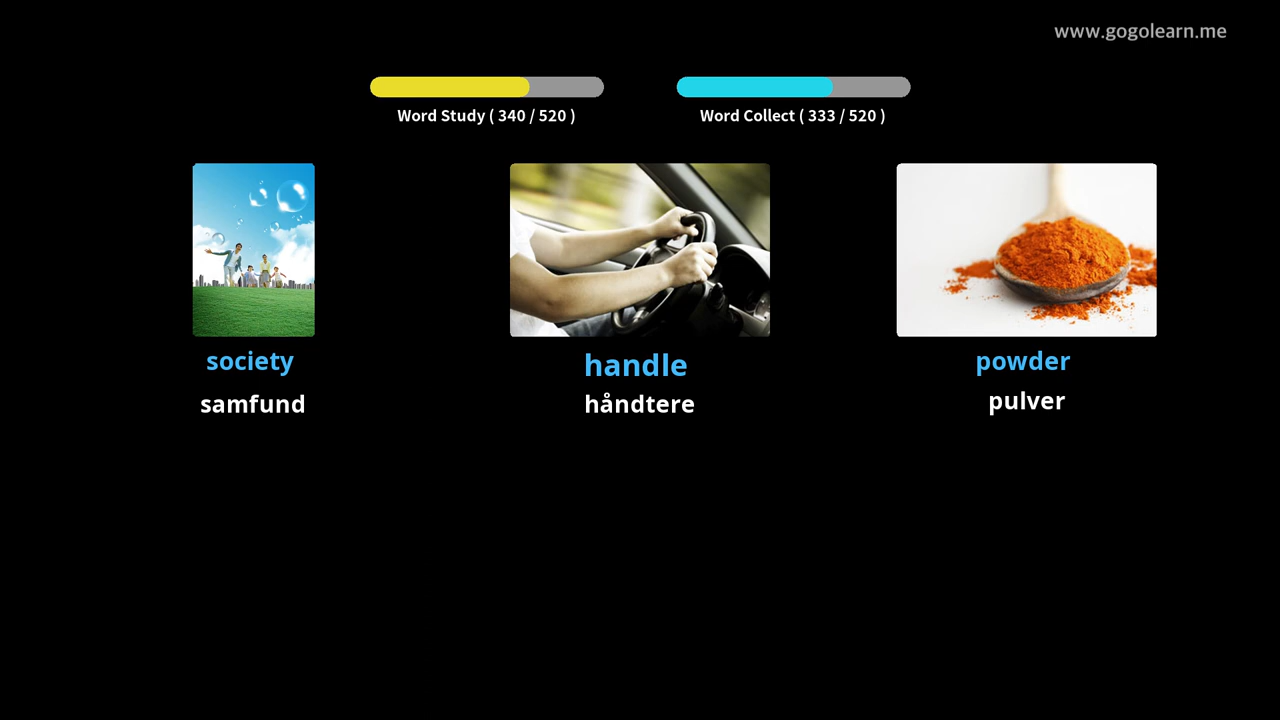 www.gogolearn.me
Word Study ( 340 / 520 )
Word Collect ( 333 / 520 )
society
handle
powder
samfund
håndtere
pulver